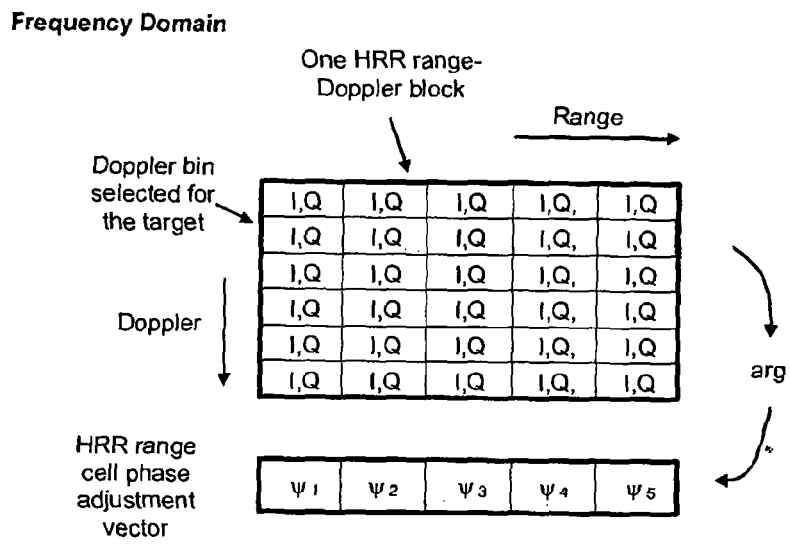 Frequency Domain
One HRR range-
Doppler block
Range
Doppler bin
selected for
the target
I,Q I,Q I,Q I,Q, I,Q
I,Q I,Q I,Q I,Q, I,Q
I,Q I,Q I,Q I,Q, I,Q
I,Q I,Q I,Q I,Q, I,Q
I,Q I,Q I,Q I,Q, I,Q
I,Q I,Q I,Q I,Q, I,Q
Doppler
arg
HRR range
cell phase
adjustment
vector
Ψ1 Ψ2 Ψ3 Ψ4 Ψ5